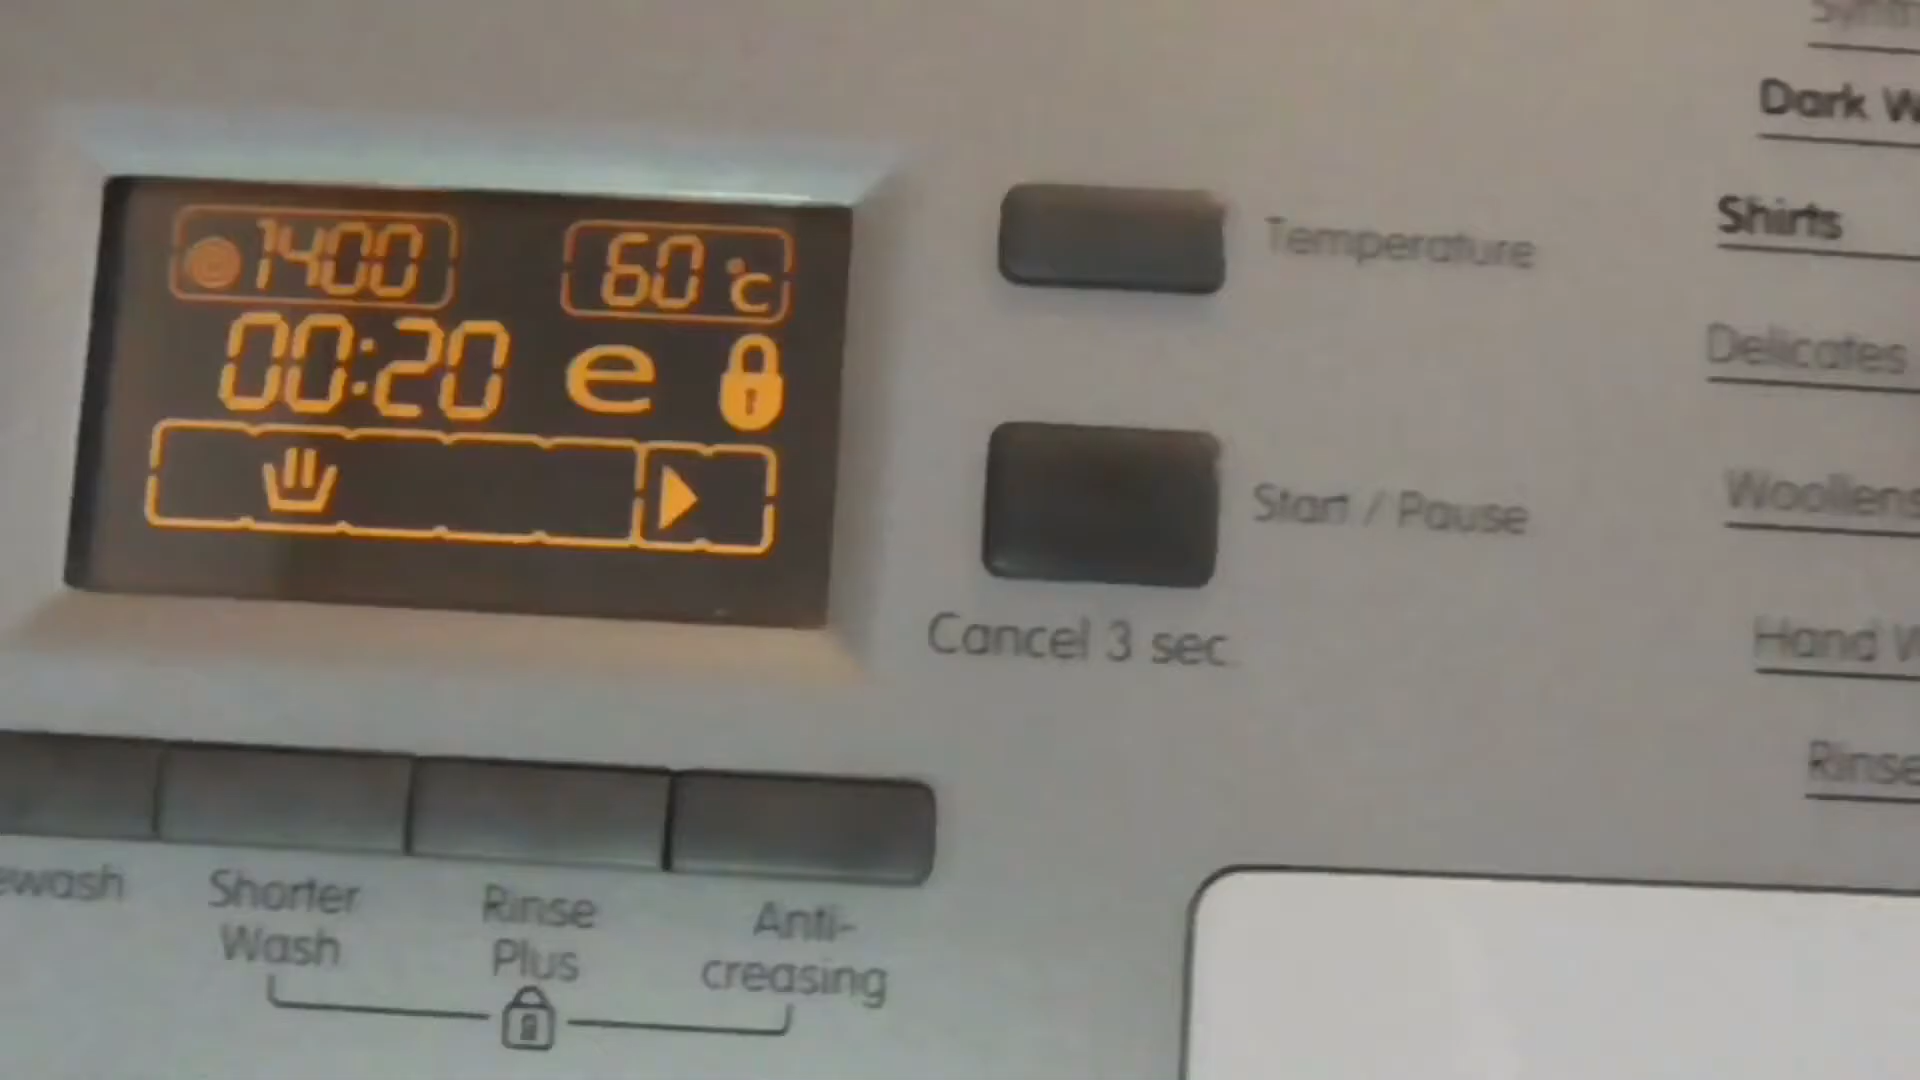 1400 60 °c
00:20 e
Temperature
Start / Pause
Cancel 3 sec
Shorter
Wash
Rinse
Plus
Anti-
creasing
Dark
Shirts
Delicates
Woollens
Hand
Rinse